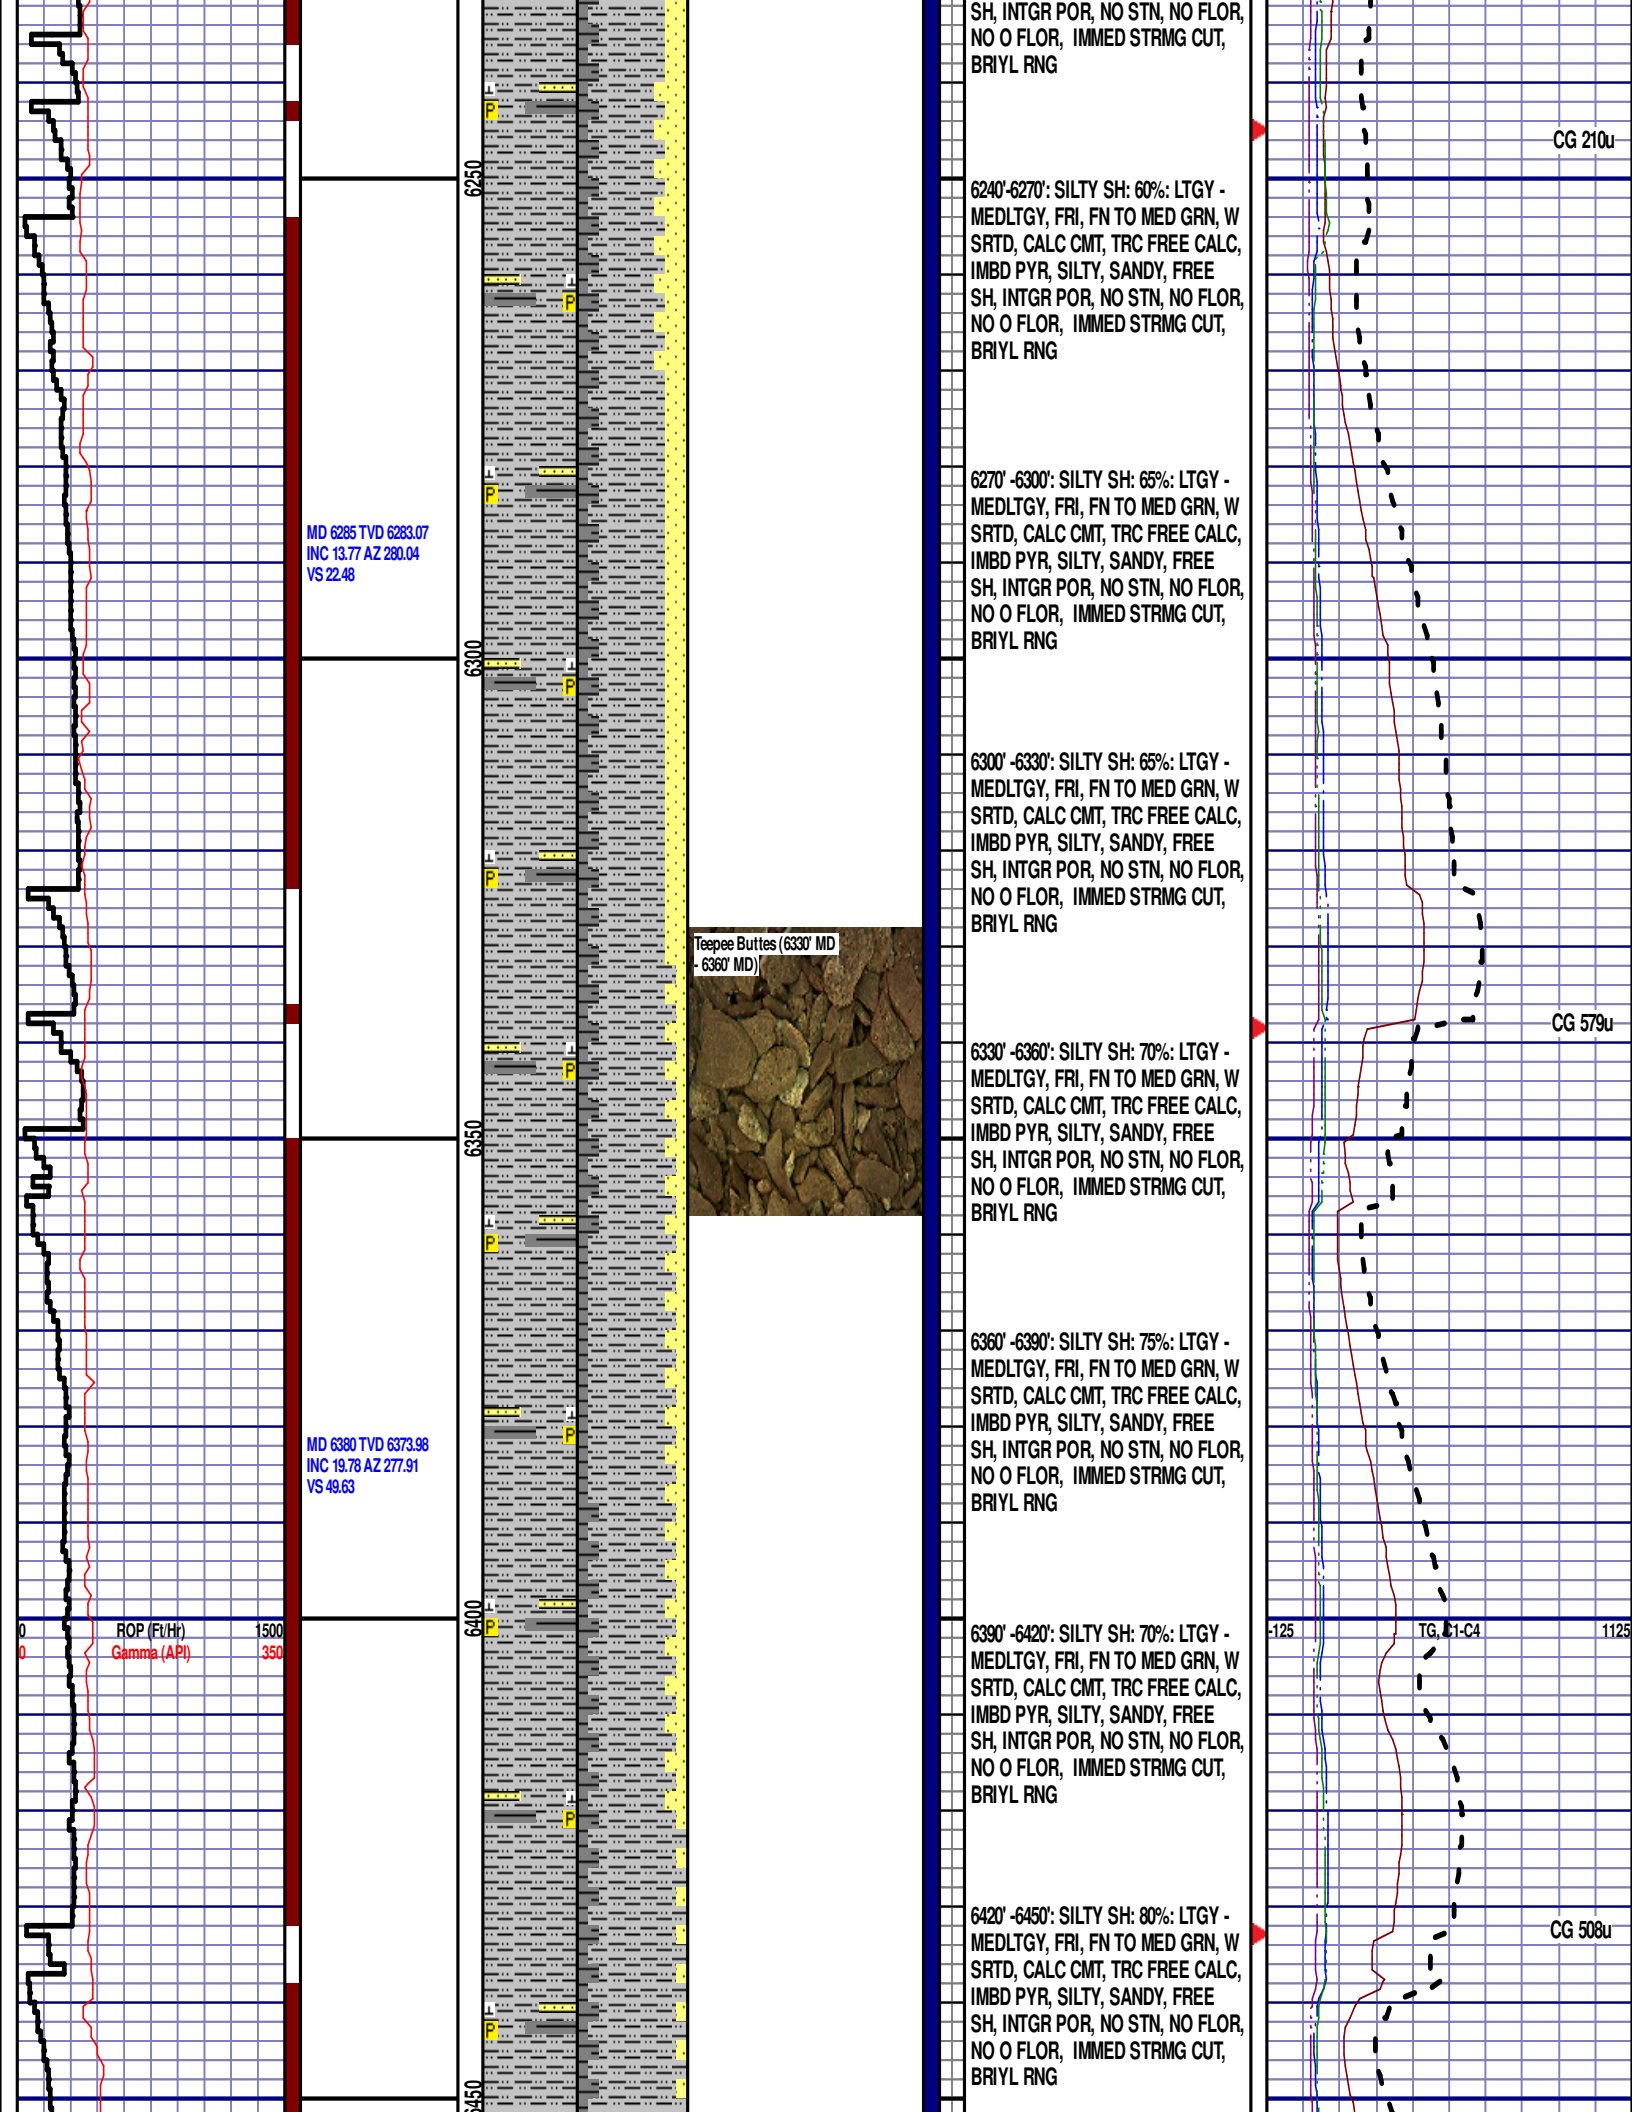 SH, INTGR POR, NO STN, NO FLOR,
NO O FLOR, IMMED STRMG CUT,
BRIYL RNG
P
CG 210u
6250
6240'-6270': SILTY SH: 60%: LTGY -
MEDLTGY, FRI, FN TO MED GRN, W
SRTD, CALC CMT, TRC FREE CALC,
IMBD PYR, SILTY, SANDY, FREE
SH, INTGR POR, NO STN, NO FLOR,
NO O FLOR, IMMED STRMG CUT,
BRIYL RNG
P
P
6270' -6300': SILTY SH: 65%: LTGY -
MEDLTGY, FRI, FN TO MED GRN, W
SRTD, CALC CMT, TRC FREE CALC,
IMBD PYR, SILTY, SANDY, FREE
SH, INTGR POR, NO STN, NO FLOR,
NO O FLOR, IMMED STRMG CUT,
BRIYL RNG
MD 6285 TVD 6283.07
INC 13.77 AZ 280.04
VS 22.48
6300
P
6300' -6330': SILTY SH: 65%: LTGY -
MEDLTGY, FRI, FN TO MED GRN, W
SRTD, CALC CMT, TRC FREE CALC,
IMBD PYR, SILTY, SANDY, FREE
SH, INTGR POR, NO STN, NO FLOR,
NO O FLOR, IMMED STRMG CUT,
BRIYL RNG
P
Teepee Buttes (6330' MD
- 6360' MD)
CG 579u
6330' -6360': SILTY SH: 70%: LTGY -
MEDLTGY, FRI, FN TO MED GRN, W
SRTD, CALC CMT, TRC FREE CALC,
IMBD PYR, SILTY, SANDY, FREE
SH, INTGR POR, NO STN, NO FLOR,
NO O FLOR, IMMED STRMG CUT,
BRIYL RNG
P
6350
P
6360' -6390': SILTY SH: 75%: LTGY -
MEDLTGY, FRI, FN TO MED GRN, W
SRTD, CALC CMT, TRC FREE CALC,
IMBD PYR, SILTY, SANDY, FREE
SH, INTGR POR, NO STN, NO FLOR,
NO O FLOR, IMMED STRMG CUT,
BRIYL RNG
P
MD 6380 TVD 6373.98
INC 19.78 AZ 277.91
VS 49.63
6400
P
0 ROP (Ft/Hr) 1500
0 Gamma (API) 350
-125 TG, C1-C4 1125
6390' -6420': SILTY SH: 70%: LTGY -
MEDLTGY, FRI, FN TO MED GRN, W
SRTD, CALC CMT, TRC FREE CALC,
IMBD PYR, SILTY, SANDY, FREE
SH, INTGR POR, NO STN, NO FLOR,
NO O FLOR, IMMED STRMG CUT,
BRIYL RNG
P
CG 508u
6420' -6450': SILTY SH: 80%: LTGY -
MEDLTGY, FRI, FN TO MED GRN, W
SRTD, CALC CMT, TRC FREE CALC,
IMBD PYR, SILTY, SANDY, FREE
SH, INTGR POR, NO STN, NO FLOR,
NO O FLOR, IMMED STRMG CUT,
BRIYL RNG
P
6450